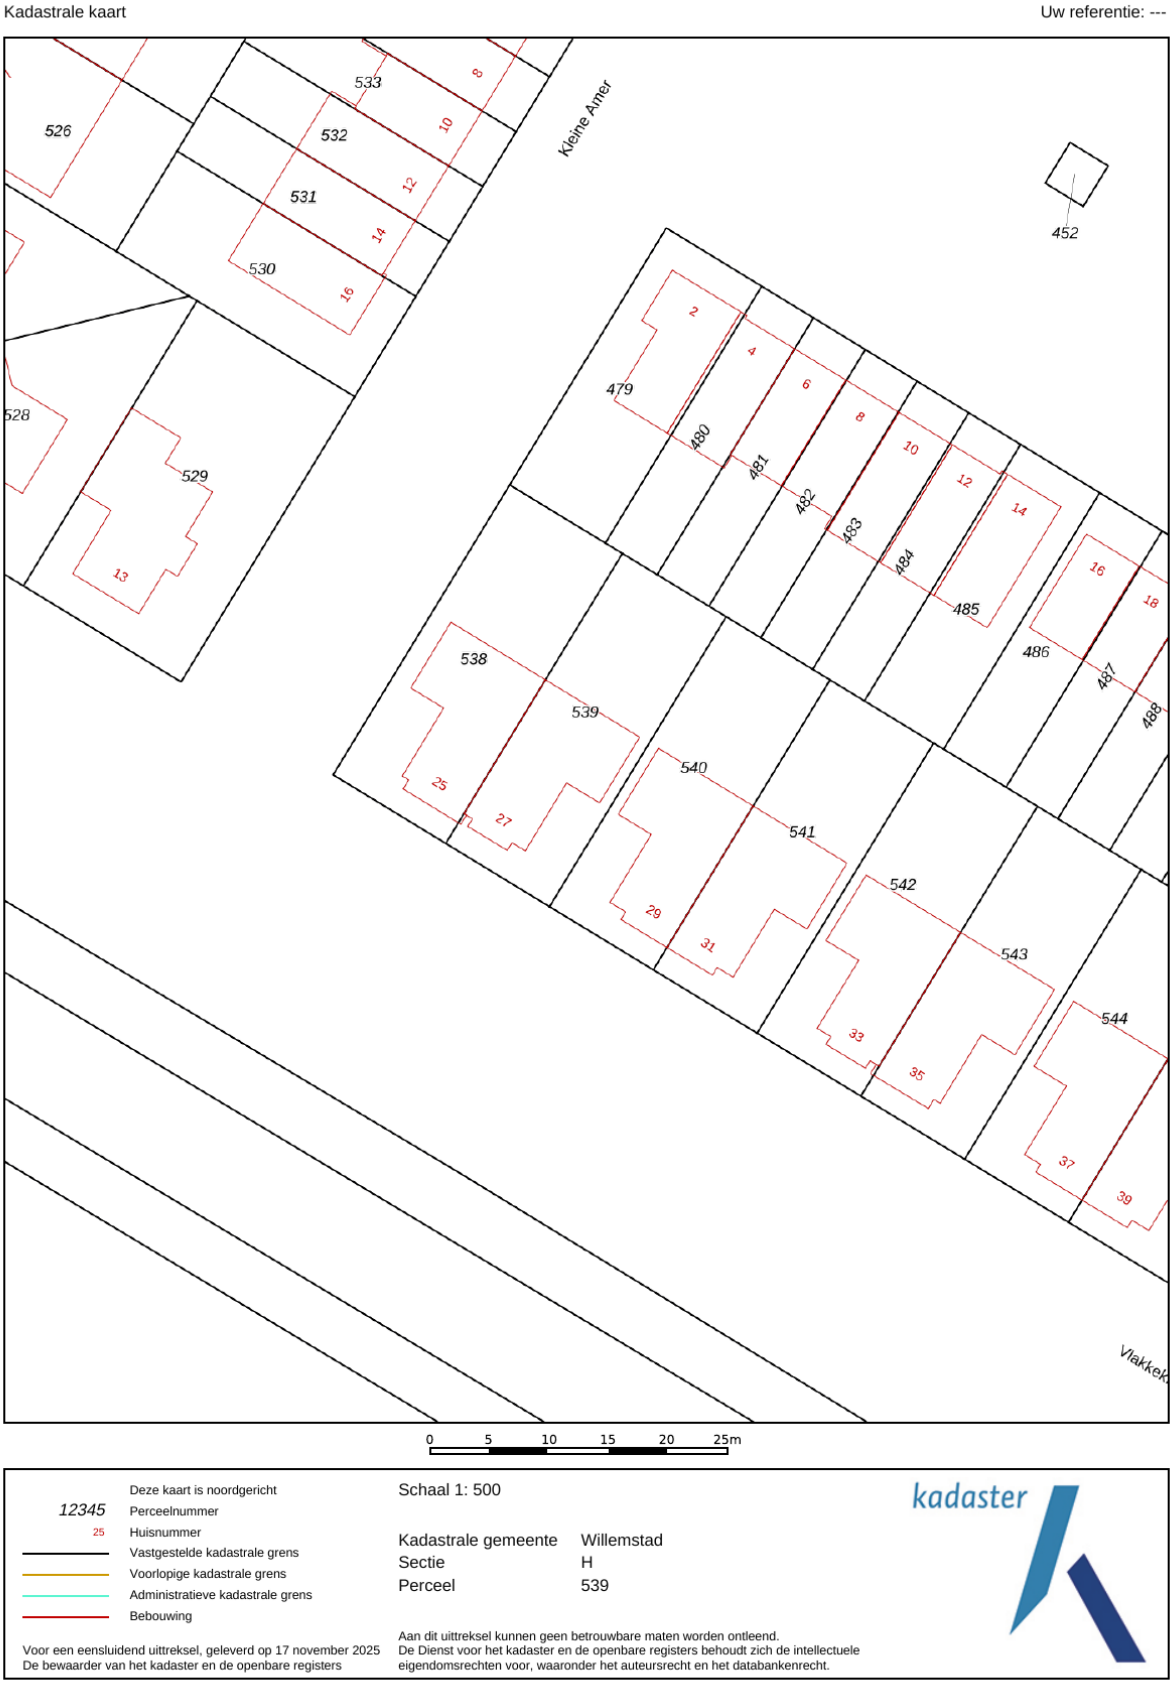 Kadastrale kaart
Uw referentie: ---
8
533
Kleine Amer
10
526
532
12
531
14
452
530
16
2
4
6
479
8
528
480
10
481
529
12
482
14
483
484
13
16
18
485
486
538
487
488
539
540
25
27
541
542
29
31
543
544
33
35
37
39
Vlakkek
0 5 10 15 20 25m
Deze kaart is noordgericht
12345 Perceelnummer
25 Huisnummer
Vastgestelde kadastrale grens
Voorlopige kadastrale grens
Administratieve kadastrale grens
Bebouwing
Voor een eensluidend uittreksel, geleverd op 17 november 2025
De bewaarder van het kadaster en de openbare registers
Schaal 1: 500
Kadastrale gemeente Willemstad
Sectie H
Perceel 539
Aan dit uittreksel kunnen geen betrouwbare maten worden ontleend.
De Dienst voor het kadaster en de openbare registers behoudt zich de intellectuele
eigendomsrechten voor, waaronder het auteursrecht en het databankenrecht.
kadaster